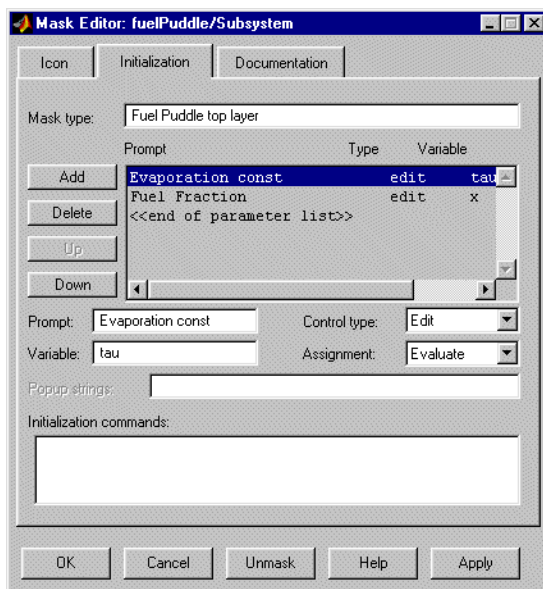 Mask Editor: fuelPuddle/Subsystem
Icon Initialization Documentation
Mask type: Fuel Puddle top layer
Prompt Type Variable
Add
Evaporation const edit tau
Delete
Fuel Fraction edit x
<<end of parameter list>>
Up
Down
Prompt: Evaporation const Control type: Edit
Variable: tau Assignment: Evaluate
Popup strings:
Initialization commands:
OK Cancel Unmask Help Apply